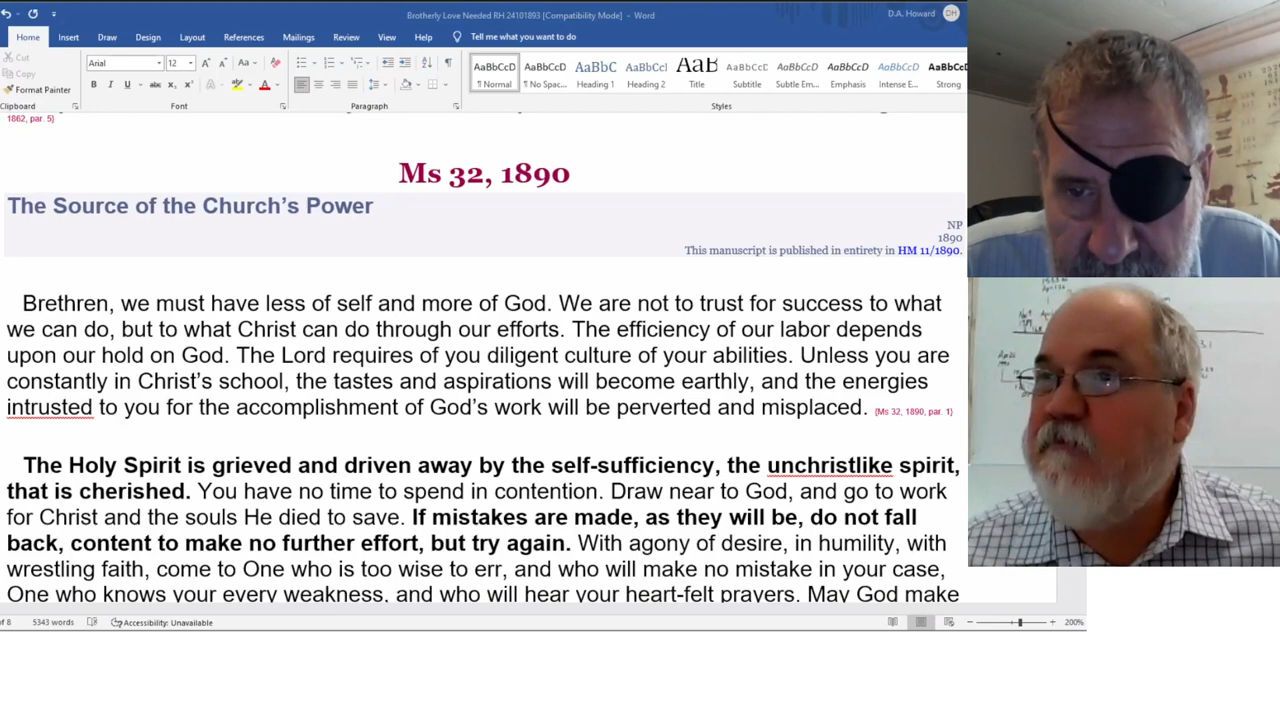 Brotherly Love Needed RH 24101893 [Compatibility Mode] - Word
D.A. Howard
DH
Home Insert Draw Design Layout References Mailings Review View Help Tell me what you want to do
Cut
Copy
Format Painter
Clipboard
Arial 12
Font
Paragraph
AaBbCcD AaBbCcD AaBbC AaBbCcC AaB AaBbCcD AaBbCcD AaBbCcD AaBbCcD AaBbCcD
¶ Normal ¶ No Spac... Heading 1 Heading 2 Title Subtitle Subtle Em... Emphasis Intense E... Strong
Styles
1862, par. 5}
Ms 32, 1890
The Source of the Church’s Power
NP
1890
This manuscript is published in entirety in HM 11/1890.
Brethren, we must have less of self and more of God. We are not to trust for success to what
we can do, but to what Christ can do through our efforts. The efficiency of our labor depends
upon our hold on God. The Lord requires of you diligent culture of your abilities. Unless you are
constantly in Christ’s school, the tastes and aspirations will become earthly, and the energies
intrusted to you for the accomplishment of God’s work will be perverted and misplaced. {Ms 32, 1890, par. 1}
The Holy Spirit is grieved and driven away by the self-sufficiency, the unchristlike spirit,
that is cherished. You have no time to spend in contention. Draw near to God, and go to work
for Christ and the souls He died to save. If mistakes are made, as they will be, do not fall
back, content to make no further effort, but try again. With agony of desire, in humility, with
wrestling faith, come to One who is too wise to err, and who will make no mistake in your case,
One who knows your every weakness, and who will hear your heart-felt prayers. May God make
of 8 5343 words Accessibility: Unavailable
200%